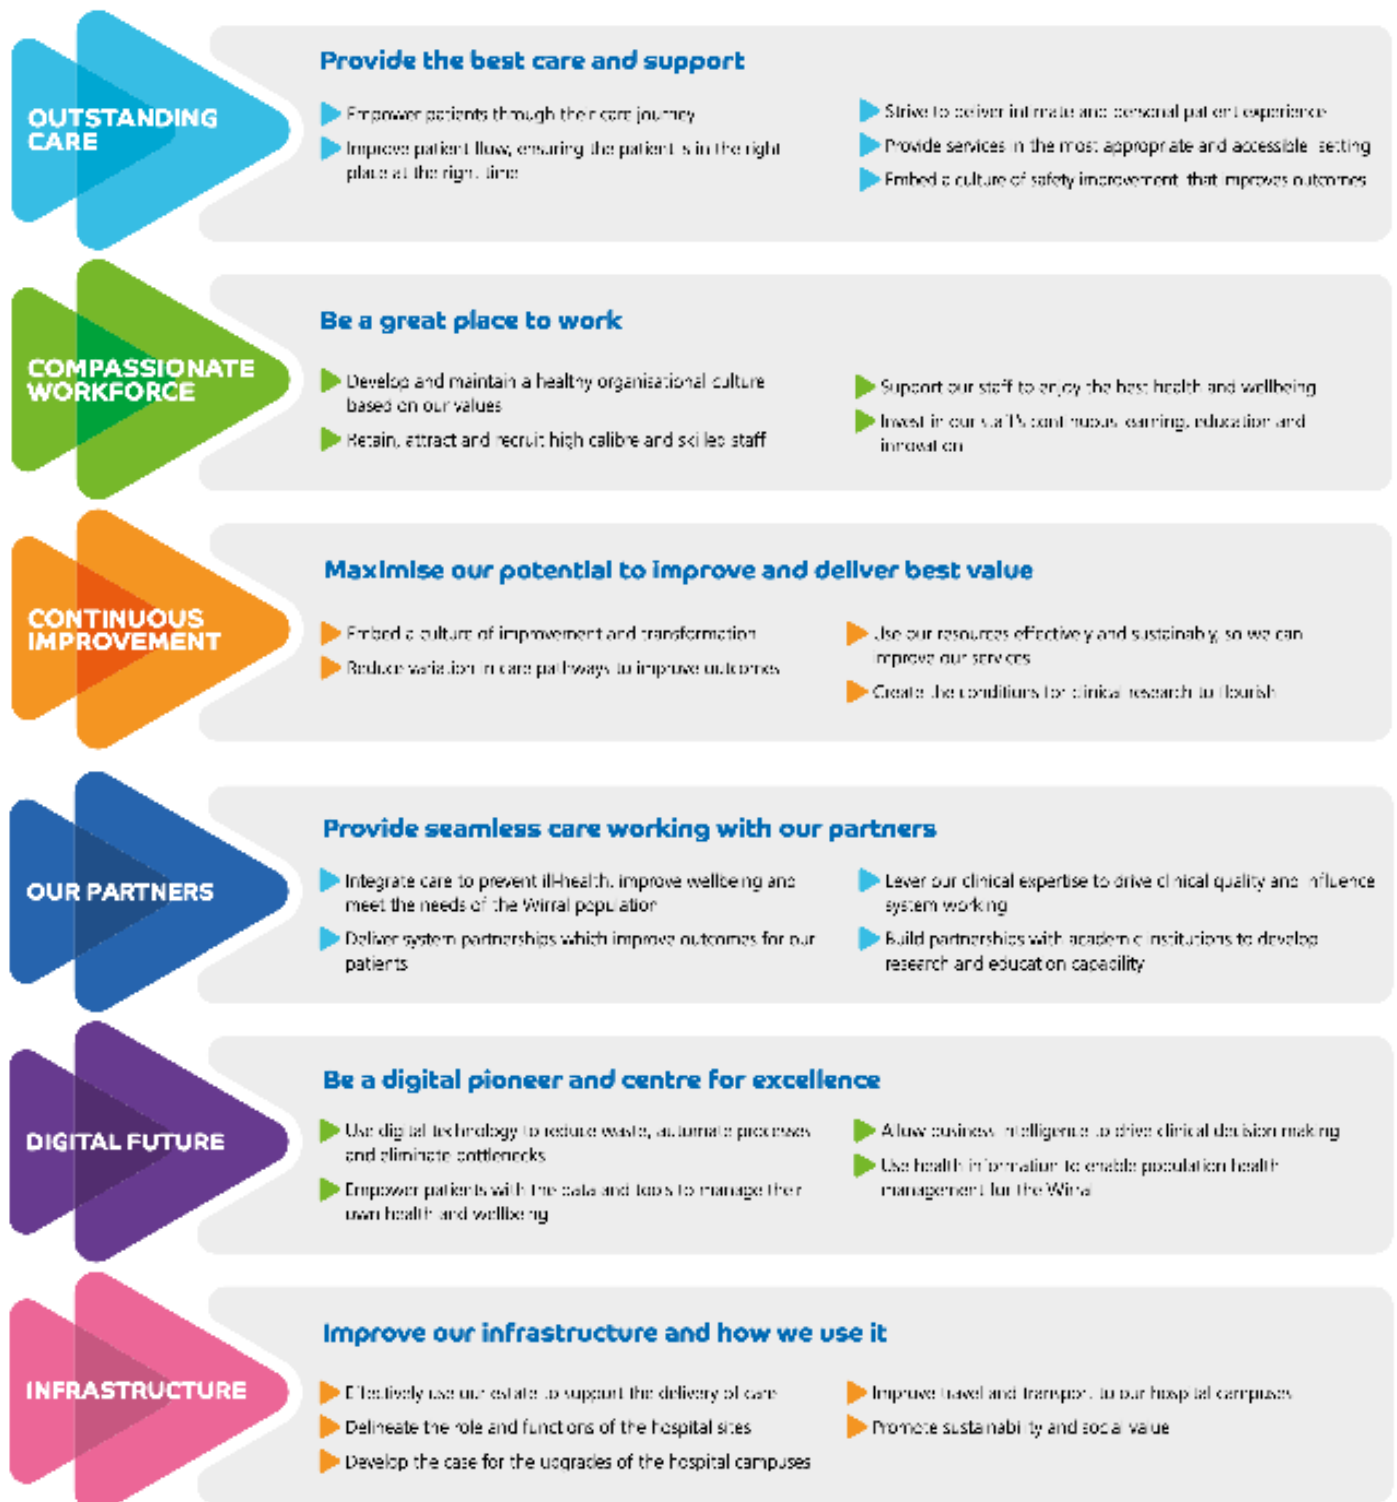 OUTSTANDING
CARE
Provide the best care and support
Empower patients through their care journey
Improve patient flow, ensuring the patient is in the right
place at the right time
Strive to deliver intimate and personal patient experience
Provide services in the most appropriate and accessible setting
Embed a culture of safety improvement that improves outcomes
COMPASSIONATE
WORKFORCE
Be a great place to work
Develop and maintain a healthy organisational culture
based on our values
Retain, attract and recruit high calibre and skilled staff
Support our staff to enjoy the best health and wellbeing
Invest in our staff's continuous learning, education and
innovation
CONTINUOUS
IMPROVEMENT
Maximise our potential to improve and deliver best value
Embed a culture of improvement and transformation
Reduce variation in care pathways to improve outcomes
Use our resources effectively and sustainably, so we can
improve our services
Create the conditions for clinical research to flourish
OUR PARTNERS
Provide seamless care working with our partners
Integrate care to prevent ill-health, improve wellbeing and
meet the needs of the Wirral population
Deliver system partnerships which improve outcomes for our
patients
Lever our clinical expertise to drive clinical quality and influence
system working
Build partnerships with academic institutions to develop
research and education capability
DIGITAL FUTURE
Be a digital pioneer and centre for excellence
Use digital technology to reduce waste, automate processes
and eliminate bottlenecks
Empower patients with the data and tools to manage their
own health and wellbeing
Allow business intelligence to drive clinical decision making
Use health information to enable population health
management for the Wirral
INFRASTRUCTURE
Improve our infrastructure and how we use it
Effectively use our estate to support the delivery of care
Delineate the role and functions of the hospital sites
Develop the case for the upgrades of the hospital campuses
Improve travel and transport to our hospital campuses
Promote sustainability and social value